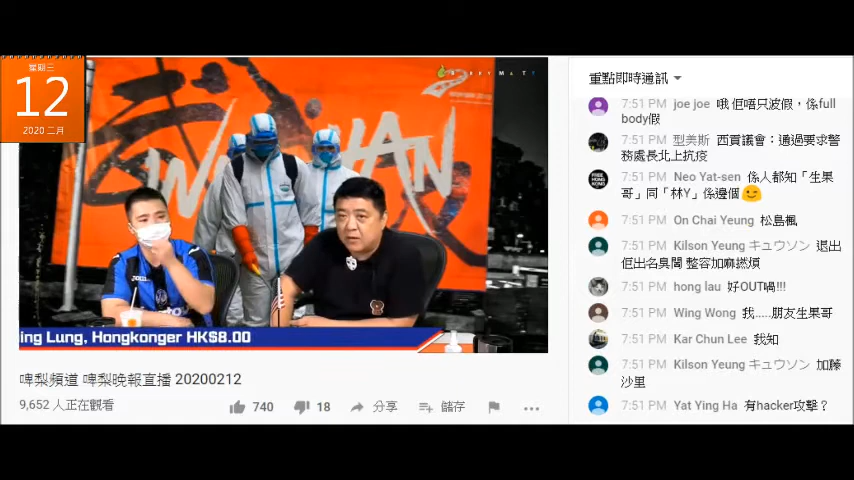 星期三
12
2020 二月
武
WUHAN
ing Lung, Hongkonger HK$8.00
啤梨頻道 啤梨晚報直播 20200212
9,652 人正在觀看
740
18
分享
儲存
重點即時通訊
7:51 PM joe joe 哦 佢唔只波假，係full
body假
7:51 PM 型美斯 西貢議會：通過要求警
務處長北上抗疫
FREE
HONG
KONG
7:51 PM Neo Yat-sen 係人都知「生果
哥」同「林Y」係邊個
7:51 PM On Chai Yeung 松島楓
7:51 PM Kilson Yeung キュウソン 退出
佢出名臭閪 整容加麻撚煩
7:51 PM hong lau 好OUT喎!!!
7:51 PM Wing Wong 我.....朋友生果哥
7:51 PM Kar Chun Lee 我知
7:51 PM Kilson Yeung キュウソン 加藤
沙里
7:51 PM Yat Ying Ha 有hacker攻擊？